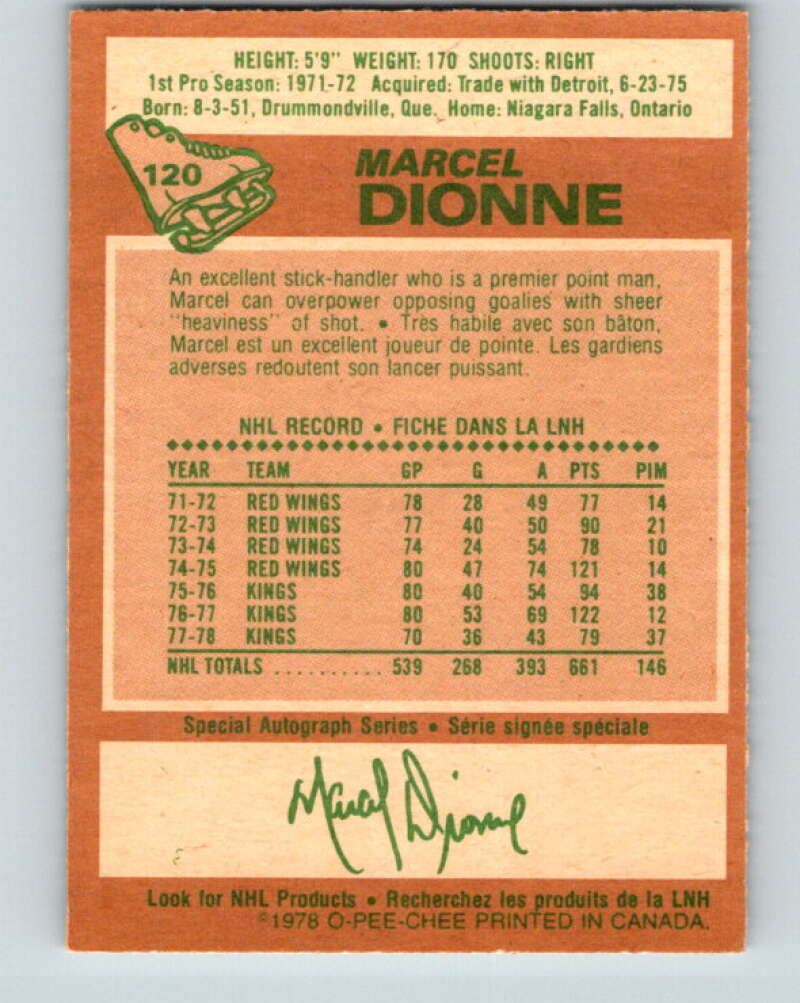 HEIGHT: 5'9" WEIGHT: 170 SHOOTS: RIGHT
1st Pro Season: 1971-72 Acquired: Trade with Detroit, 6-23-75
Born: 8-3-51, Drummondville, Que. Home: Niagara Falls, Ontario
120
MARCEL
DIONNE
An excellent stick-handler who is a premier point man,
Marcel can overpower opposing goalies with sheer
"heaviness" of shot. • Très habile avec son bâton,
Marcel est un excellent joueur de pointe. Les gardiens
adverses redoutent son lancer puissant.
NHL RECORD • FICHE DANS LA LNH
YEAR TEAM GP G A PTS PIM
71-72 RED WINGS 78 28 49 77 14
72-73 RED WINGS 77 40 50 90 21
73-74 RED WINGS 74 24 54 78 10
74-75 RED WINGS 80 47 74 121 14
75-76 KINGS 80 40 54 94 38
76-77 KINGS 80 53 69 122 12
77-78 KINGS 70 36 43 79 37
NHL TOTALS .......... 539 268 393 661 146
Special Autograph Series • Série signée spéciale
Marcel Dionne
Look for NHL Products • Recherchez les produits de la LNH
©1978 O-PEE-CHEE PRINTED IN CANADA.